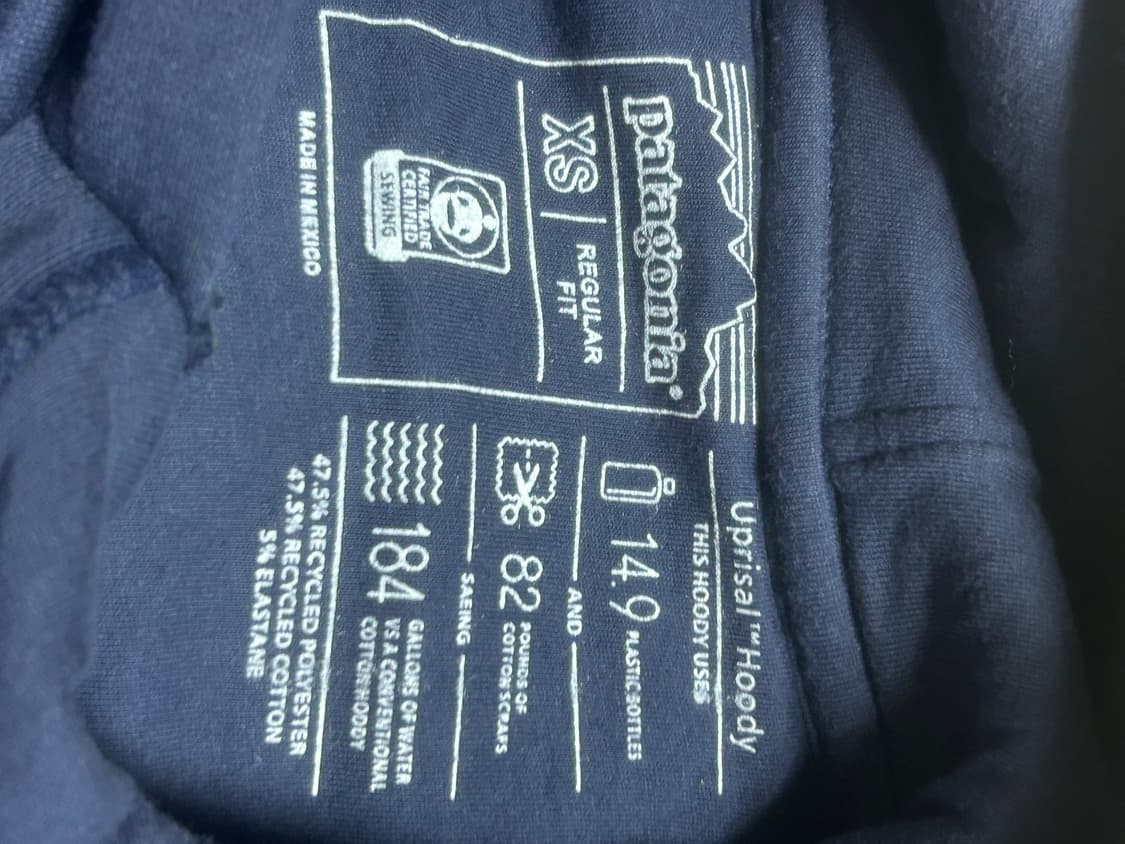 patagonia®
XS | REGULAR
FIT
FAIR TRADE
CERTIFIED
SEWING
MADE IN MEXICO
Uprisal™ Hoody
THIS HOODY USES
14.9 PLASTIC BOTTLES
AND
82 POUNDS OF
COTTON SCRAPS
SAVING
184 GALLONS OF WATER
VS A CONVENTIONAL
COTTON HOODY
47.5% RECYCLED POLYESTER
47.5% RECYCLED COTTON
5% ELASTANE